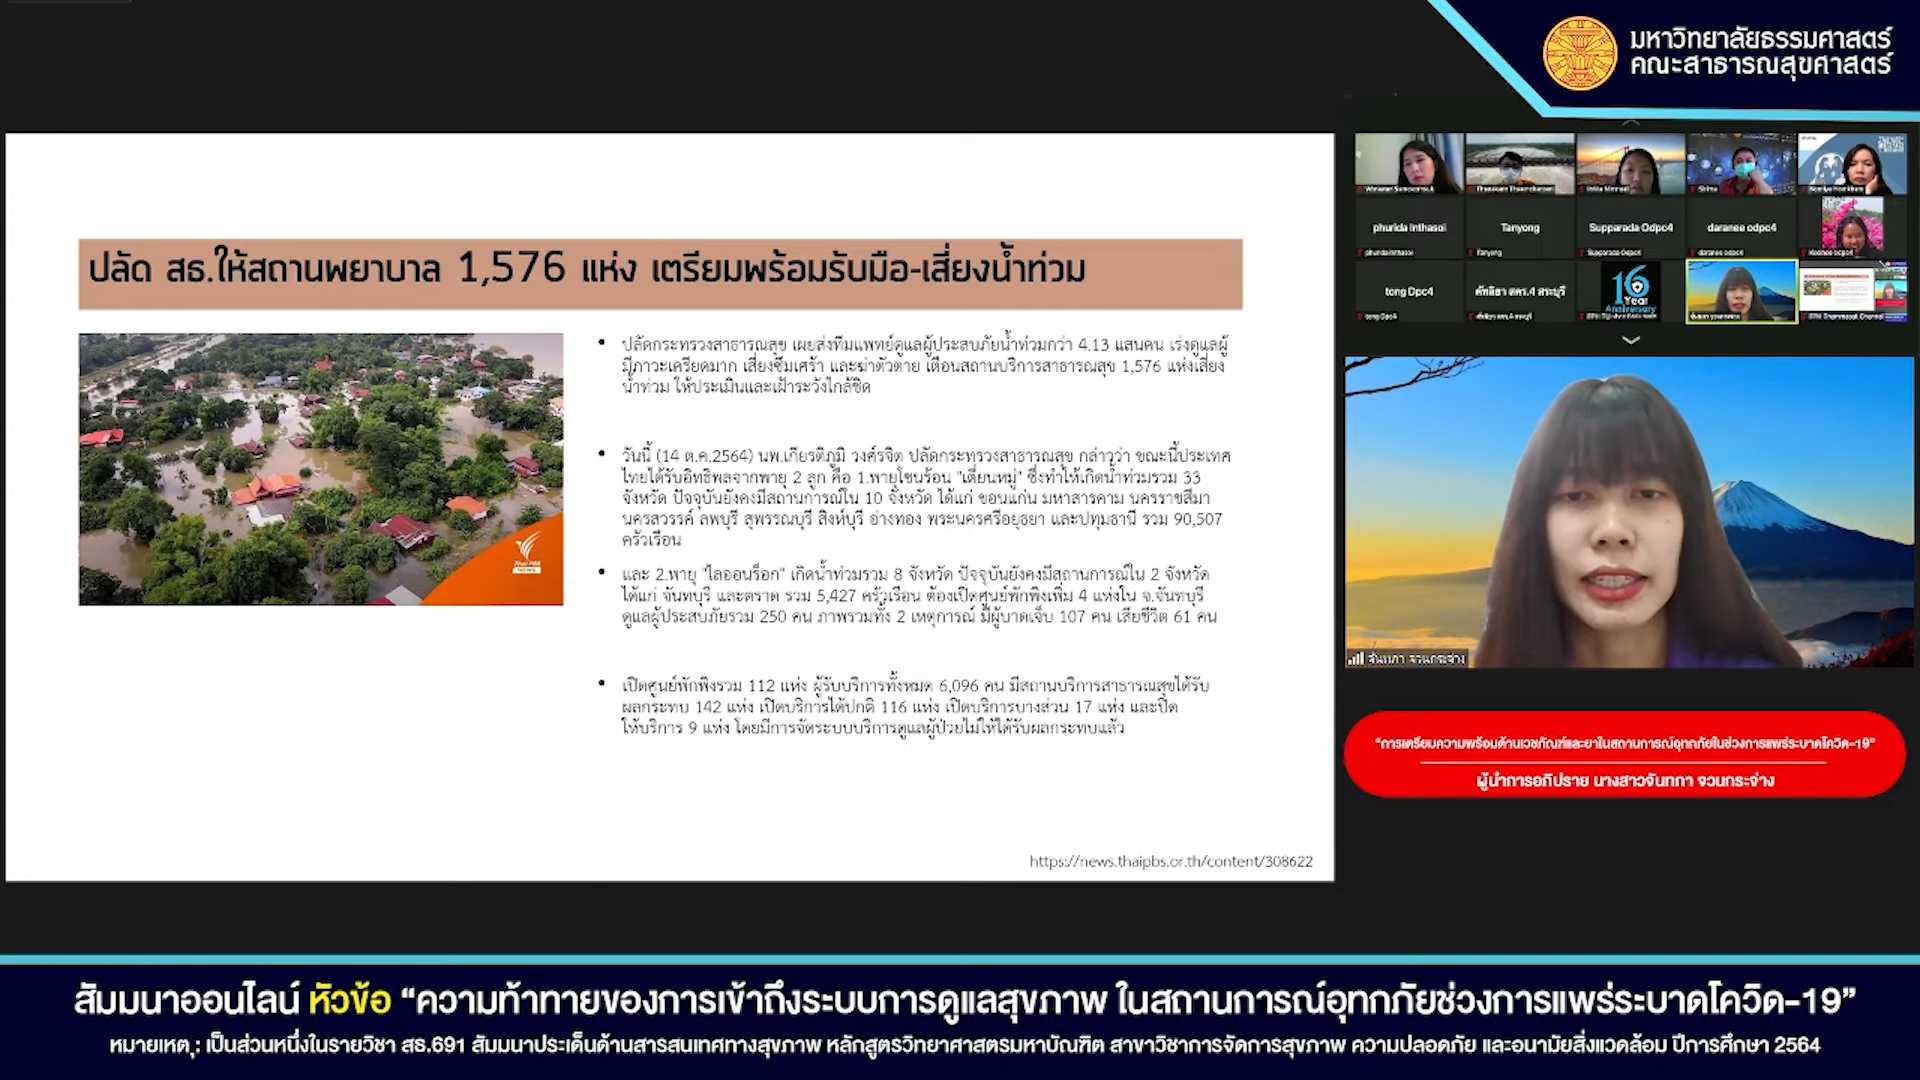 มหาวิทยาลัยธรรมศาสตร์
คณะสาธารณสุขศาสตร์
ปลัด สธ.ให้สถานพยาบาล 1,576 แห่ง เตรียมพร้อมรับมือ-เสี่ยงน้ำท่วม
• ปลัดกระทรวงสาธารณสุข เผยส่งทีมแพทย์ดูแลผู้ประสบภัยน้ำท่วมกว่า 4.13 แสนคน เร่งดูแลผู้
มีภาวะเครียดมาก เสี่ยงซึมเศร้า และฆ่าตัวตาย เตือนสถานบริการสาธารณสุข 1,576 แห่งเสี่ยง
น้ำท่วม ให้ประเมินและเฝ้าระวังใกล้ชิด
• วันนี้ (14 ต.ค.2564) นพ.เกียรติภูมิ วงศ์รจิต ปลัดกระทรวงสาธารณสุข กล่าวว่า ขณะนี้ประเทศ
ไทยได้รับอิทธิพลจากพายุ 2 ลูก คือ 1.พายุโซนร้อน "เตี้ยนหมู่" ซึ่งทำให้เกิดน้ำท่วมรวม 33
จังหวัด ปัจจุบันยังคงมีสถานการณ์ใน 10 จังหวัด ได้แก่ ขอนแก่น มหาสารคาม นครราชสีมา
นครสวรรค์ ลพบุรี สุพรรณบุรี สิงห์บุรี อ่างทอง พระนครศรีอยุธยา และปทุมธานี รวม 90,507
ครัวเรือน
• และ 2.พายุ "ไลออนร็อก" เกิดน้ำท่วมรวม 8 จังหวัด ปัจจุบันยังคงมีสถานการณ์ใน 2 จังหวัด
ได้แก่ จันทบุรี และตราด รวม 5,427 ครัวเรือน ต้องเปิดศูนย์พักพิงเพิ่ม 4 แห่งใน จ.จันทบุรี
ดูแลผู้ประสบภัยรวม 250 คน ภาพรวมทั้ง 2 เหตุการณ์ มีผู้บาดเจ็บ 107 คน เสียชีวิต 61 คน
• เปิดศูนย์พักพิงรวม 112 แห่ง ผู้รับบริการทั้งหมด 6,096 คน มีสถานบริการสาธารณสุขได้รับ
ผลกระทบ 142 แห่ง เปิดบริการได้ปกติ 116 แห่ง เปิดบริการบางส่วน 17 แห่ง และปิด
ให้บริการ 9 แห่ง โดยมีการจัดระบบบริการดูแลผู้ป่วยไม่ให้ได้รับผลกระทบแล้ว
Thai PBS
NEWS
https://news.thaipbs.or.th/content/308622
phurida Inthasoi
Tanyong
Supparada Odpc4
daranee odpc4
phurida Inthasoi
Tanyong
Supparada Odpc4
daranee odpc4
tong Dpc4
คัทลียา สคร.4 สระบุรี
16
Year
Anniversary
tong Dpc4
จันทภา จวนกระจ่าง
“การเตรียมความพร้อมด้านเวชภัณฑ์และยาในสถานการณ์อุทกภัยในช่วงการแพร่ระบาดโควิด-19”
ผู้นำการอภิปราย นางสาวจันทภา จวนกระจ่าง
สัมมนาออนไลน์ หัวข้อ “ความท้าทายของการเข้าถึงระบบการดูแลสุขภาพ ในสถานการณ์อุทกภัยช่วงการแพร่ระบาดโควิด-19”
หมายเหตุ : เป็นส่วนหนึ่งในรายวิชา สธ.691 สัมมนาประเด็นด้านสารสนเทศทางสุขภาพ หลักสูตรวิทยาศาสตรมหาบัณฑิต สาขาวิชาการจัดการสุขภาพ ความปลอดภัย และอนามัยสิ่งแวดล้อม ปีการศึกษา 2564